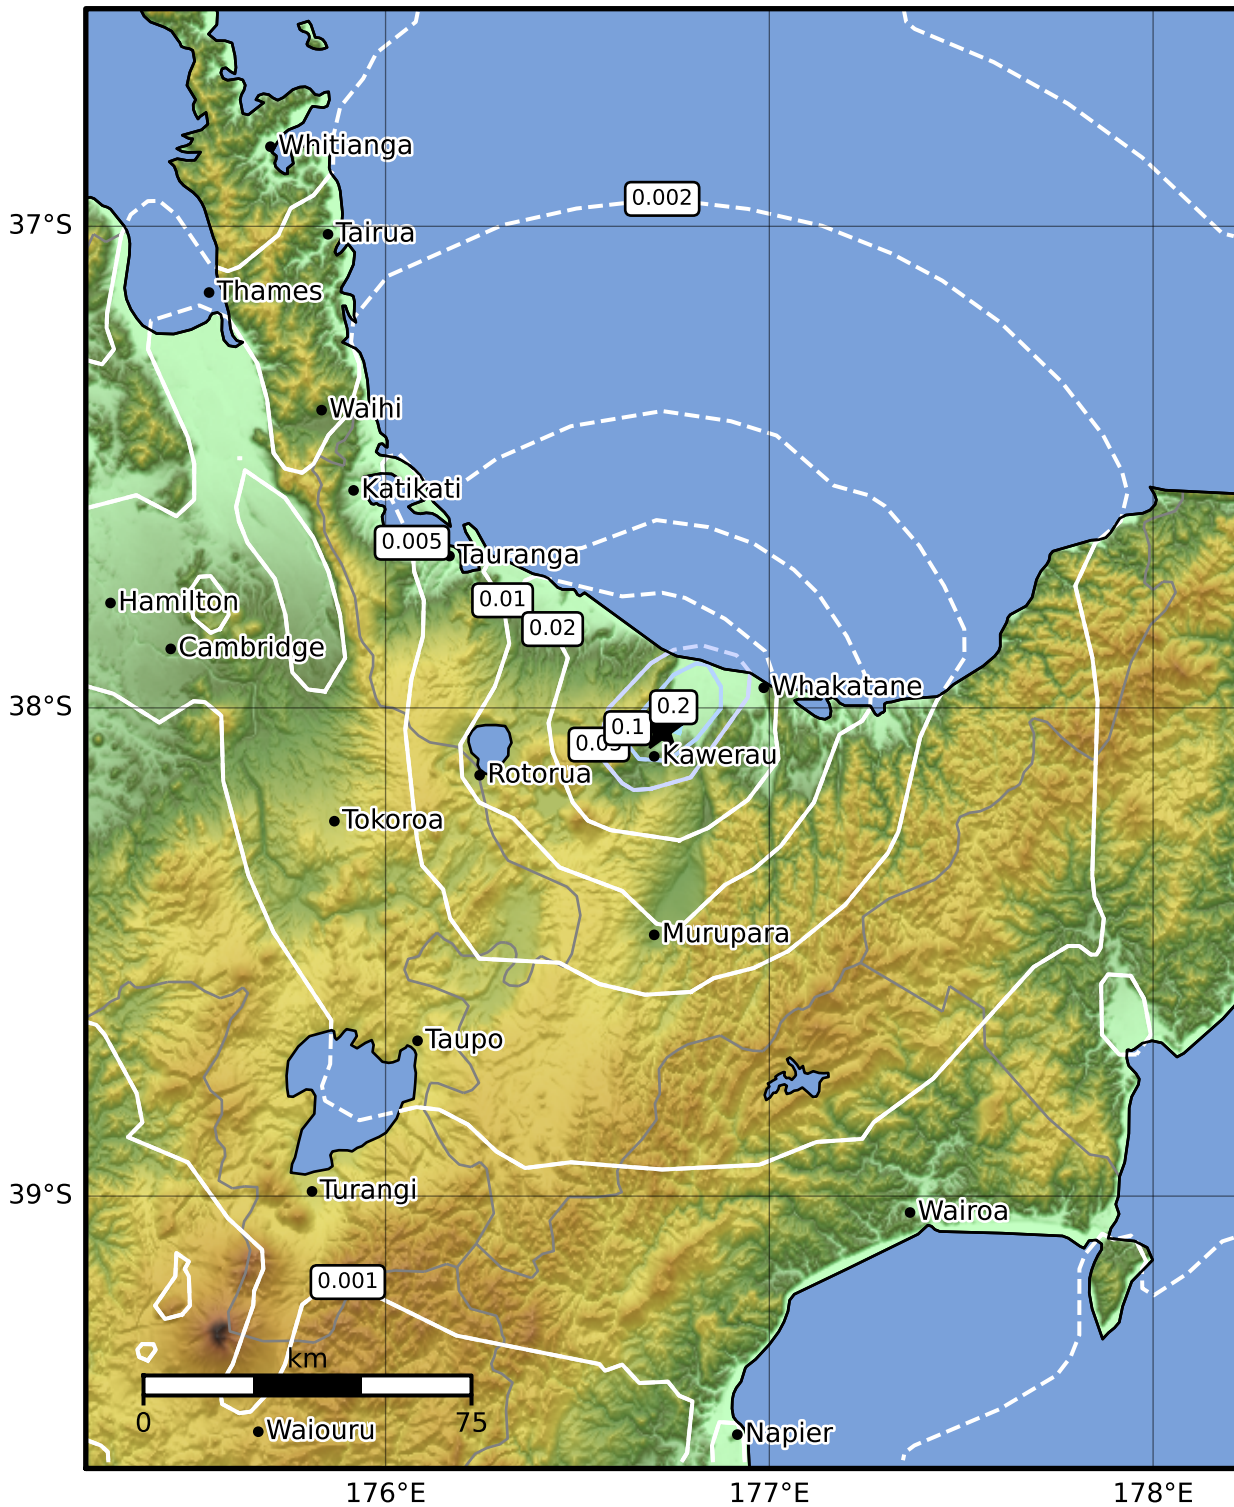 0.002
Whitianga
37°S
Tairua
Thames
Waihi
Katikati
0.005
Tauranga
0.01
Hamilton
0.02
Cambridge
Whakatane
38°S
0.2
0.1
Kawerau
Rotorua
Tokoroa
Murupara
Taupo
Turangi
39°S
Wairoa
0.001
km
0
75
Waiouru
Napier
176°E
177°E
178°E